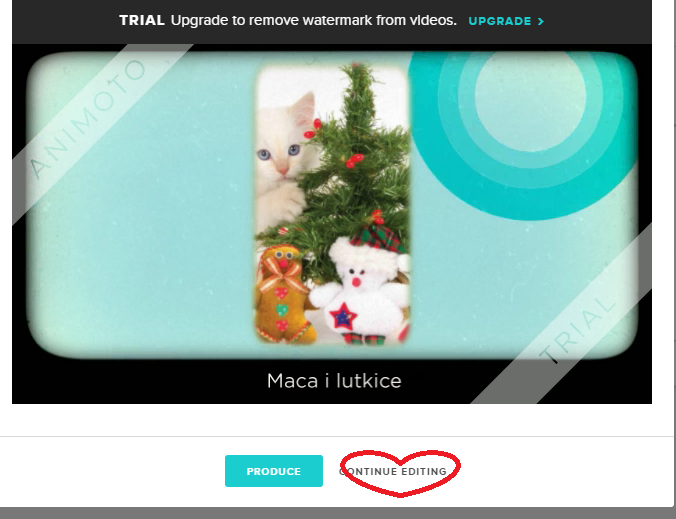 TRIAL Upgrade to remove watermark from videos. UPGRADE >
ANIMOTO
TRIAL
Maca i lutkice
PRODUCE CONTINUE EDITING